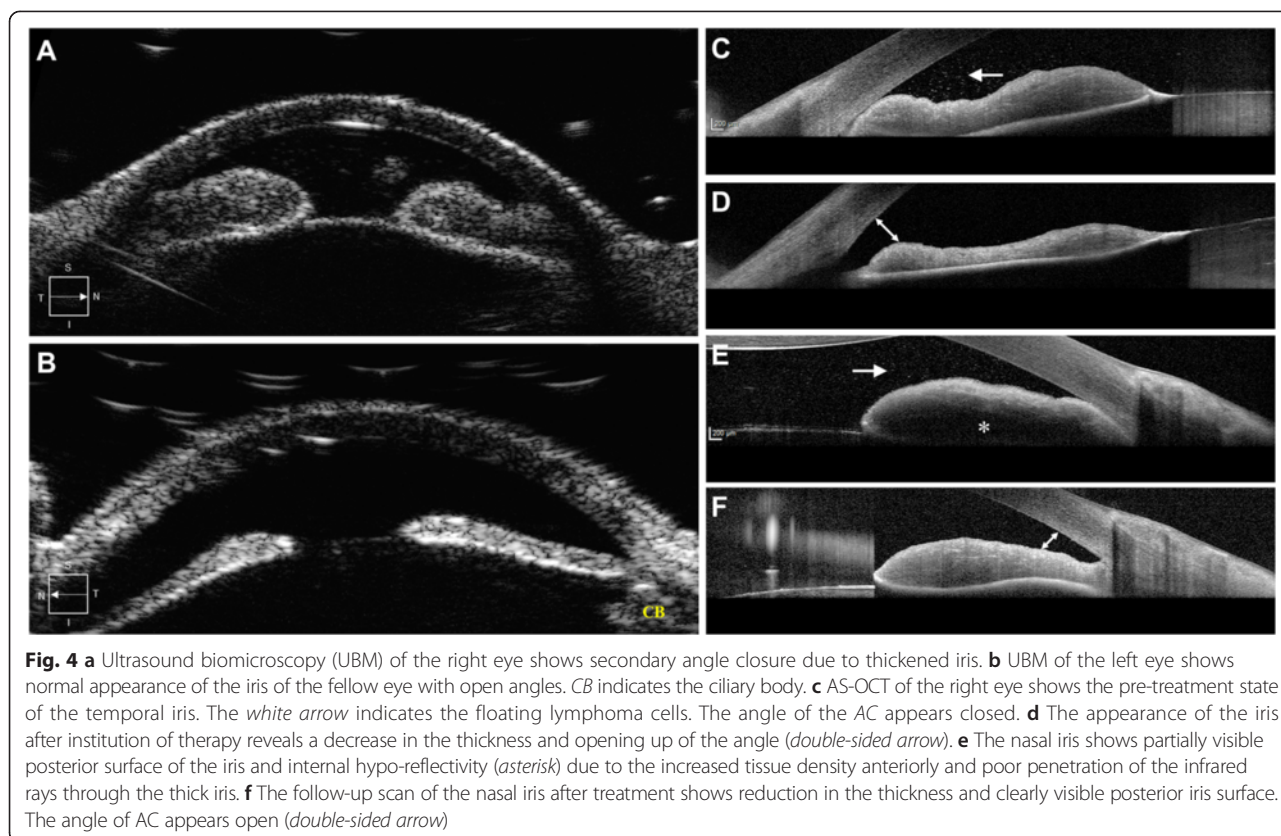 A
S
T N
I
B
S
N T
I
CB
C
200 µm
D
E
*
200 µm
F
Fig. 4 a Ultrasound biomicroscopy (UBM) of the right eye shows secondary angle closure due to thickened iris. b UBM of the left eye shows
normal appearance of the iris of the fellow eye with open angles. CB indicates the ciliary body. c AS-OCT of the right eye shows the pre-treatment state
of the temporal iris. The white arrow indicates the floating lymphoma cells. The angle of the AC appears closed. d The appearance of the iris
after institution of therapy reveals a decrease in the thickness and opening up of the angle (double-sided arrow). e The nasal iris shows partially visible
posterior surface of the iris and internal hypo-reflectivity (asterisk) due to the increased tissue density anteriorly and poor penetration of the infrared
rays through the thick iris. f The follow-up scan of the nasal iris after treatment shows reduction in the thickness and clearly visible posterior iris surface.
The angle of AC appears open (double-sided arrow)